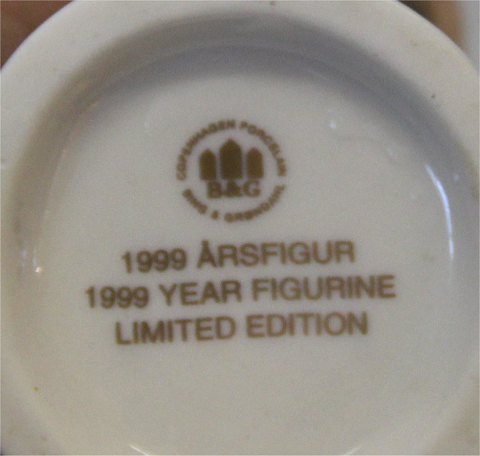 COPENHAGEN PORCELAIN
B&G
BING & GRØNDAHL
1999 ÅRSFIGUR
1999 YEAR FIGURINE
LIMITED EDITION